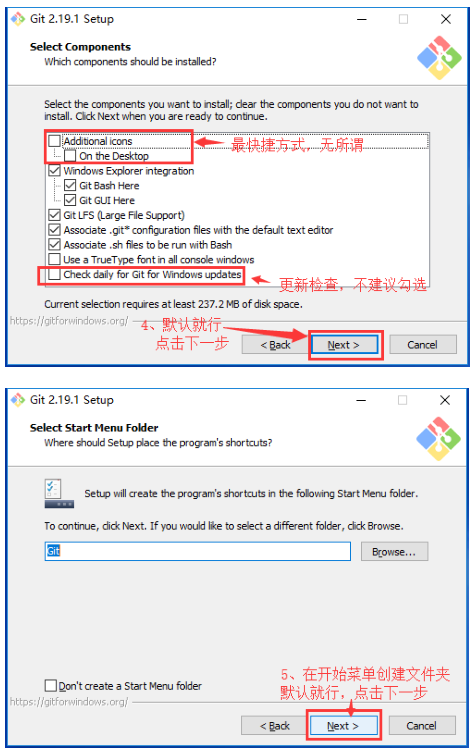 Git 2.19.1 Setup
Select Components
Which components should be installed?
Select the components you want to install; clear the components you do not want to
install. Click Next when you are ready to continue.
Additional icons
最快捷方式，无所谓
On the Desktop
Windows Explorer integration
Git Bash Here
Git GUI Here
Git LFS (Large File Support)
Associate .git* configuration files with the default text editor
Associate .sh files to be run with Bash
Use a TrueType font in all console windows
Check daily for Git for Windows updates
更新检查，不建议勾选
Current selection requires at least 237.2 MB of disk space.
https://gitforwindows.org/
4、默认就行
点击下一步
< Back
Next >
Cancel
Git 2.19.1 Setup
Select Start Menu Folder
Where should Setup place the program's shortcuts?
Setup will create the program's shortcuts in the following Start Menu folder.
To continue, click Next. If you would like to select a different folder, click Browse.
Git
Browse...
Don't create a Start Menu folder
5、在开始菜单创建文件夹
默认就行，点击下一步
https://gitforwindows.org/
< Back
Next >
Cancel